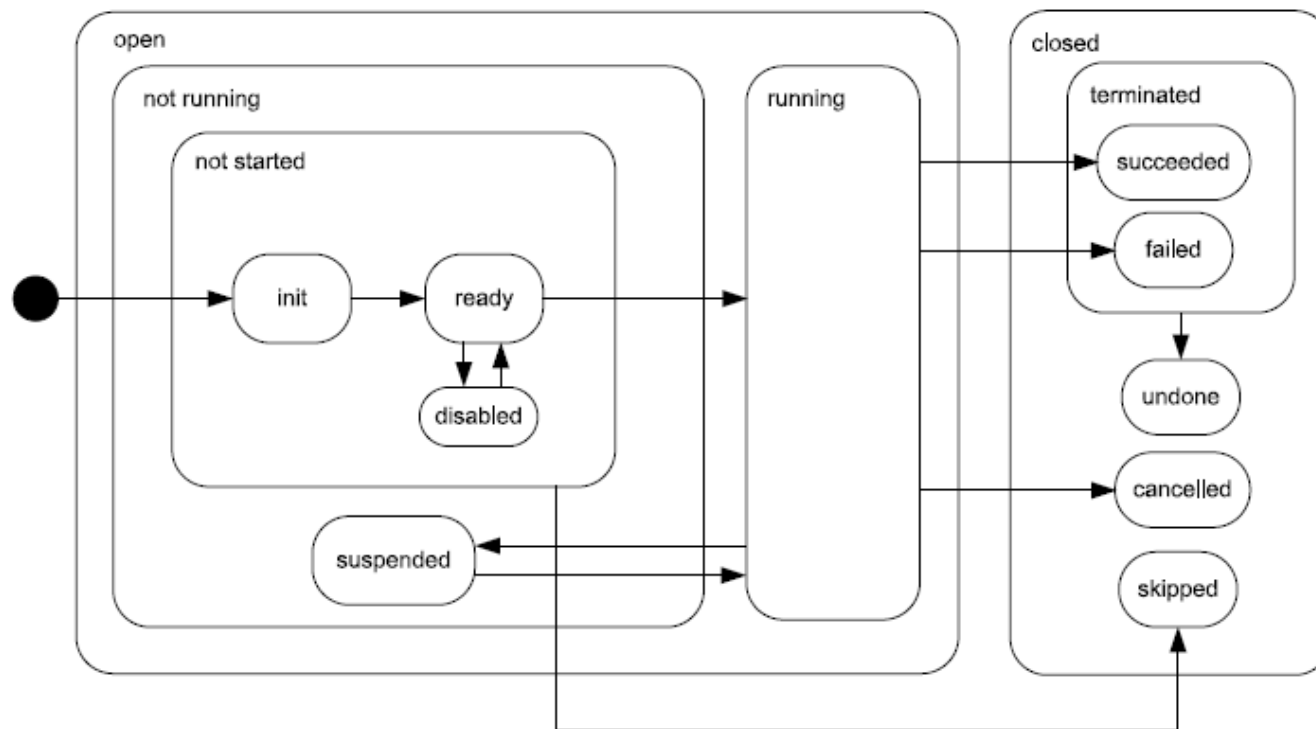 open
closed
not running
running
terminated
not started
succeeded
failed
init
ready
disabled
undone
cancelled
suspended
skipped